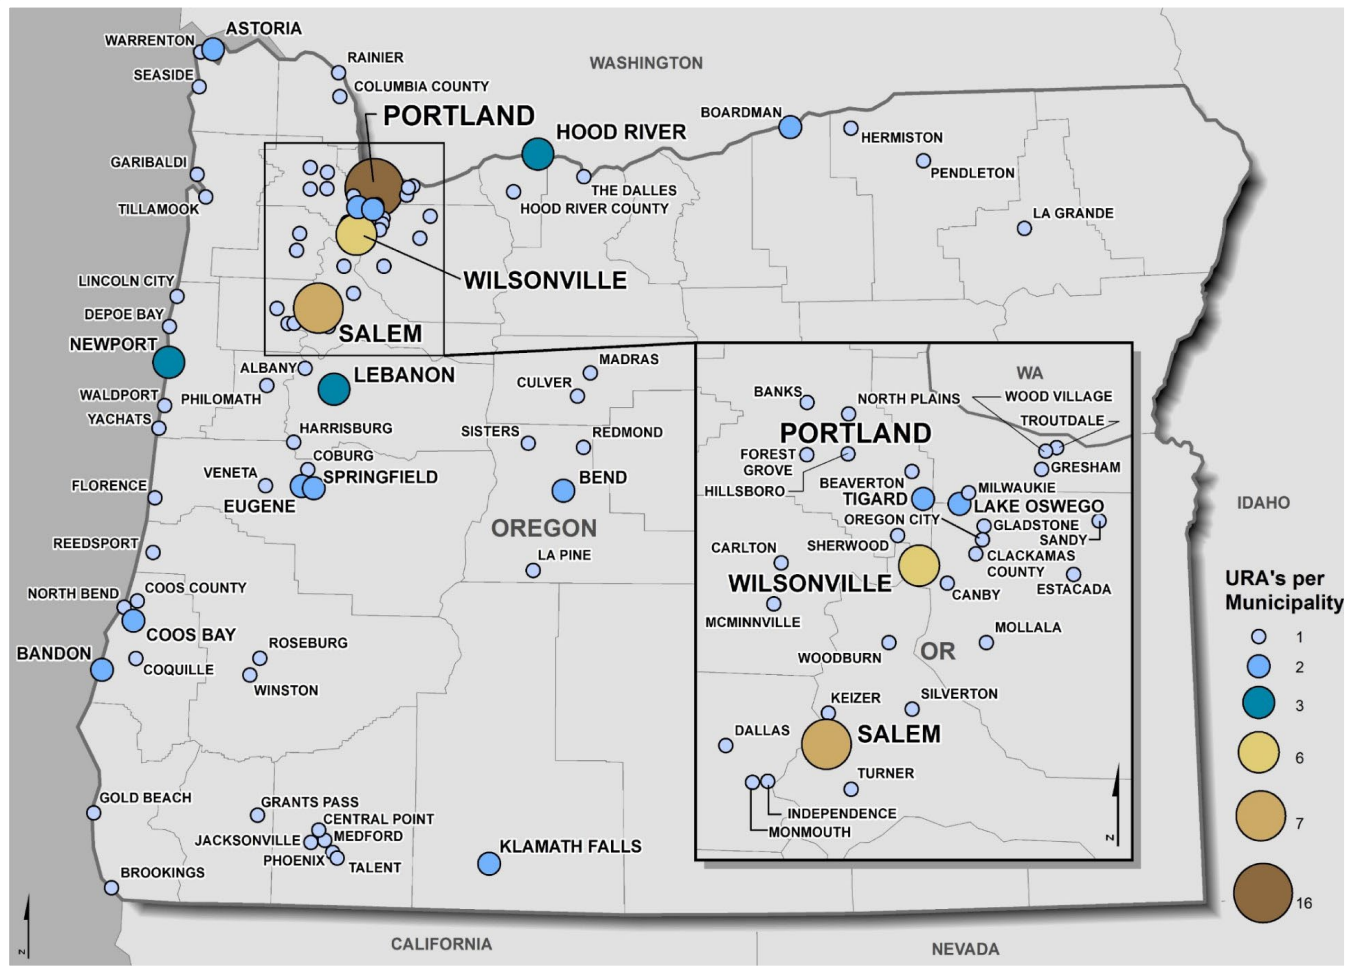 WARRENTON
ASTORIA
SEASIDE
RAINIER
COLUMBIA COUNTY
WASHINGTON
PORTLAND
HOOD RIVER
BOARDMAN
HERMISTON
PENDLETON
GARIBALDI
TILLAMOOK
THE DALLES
HOOD RIVER COUNTY
LA GRANDE
LINCOLN CITY
WILSONVILLE
DEPOE BAY
SALEM
NEWPORT
ALBANY
LEBANON
MADRAS
CULVER
WALDPORT
PHILOMATH
YACHATS
HARRISBURG
SISTERS
REDMOND
COBURG
VENETA
SPRINGFIELD
BEND
FLORENCE
EUGENE
OREGON
REEDSPORT
LA PINE
NORTH BEND
COOS COUNTY
COOS BAY
BANDON
COQUILLE
ROSEBURG
WINSTON
GOLD BEACH
GRANTS PASS
CENTRAL POINT
JACKSONVILLE
MEDFORD
PHOENIX
TALENT
KLAMATH FALLS
BROOKINGS
CALIFORNIA
NEVADA
IDAHO
N
WA
BANKS
NORTH PLAINS
WOOD VILLAGE
TROUTDALE
PORTLAND
FOREST
GROVE
HILLSBORO
BEAVERTON
GRESHAM
TIGARD
MILWAUKIE
LAKE OSWEGO
OREGON CITY
GLADSTONE
SANDY
SHERWOOD
CLACKAMAS
COUNTY
CARLTON
WILSONVILLE
CANBY
ESTACADA
MCMINNVILLE
MOLLALA
WOODBURN
OR
KEIZER
SILVERTON
DALLAS
SALEM
TURNER
INDEPENDENCE
MONMOUTH
N
URA's per
Municipality
1
2
3
6
7
16